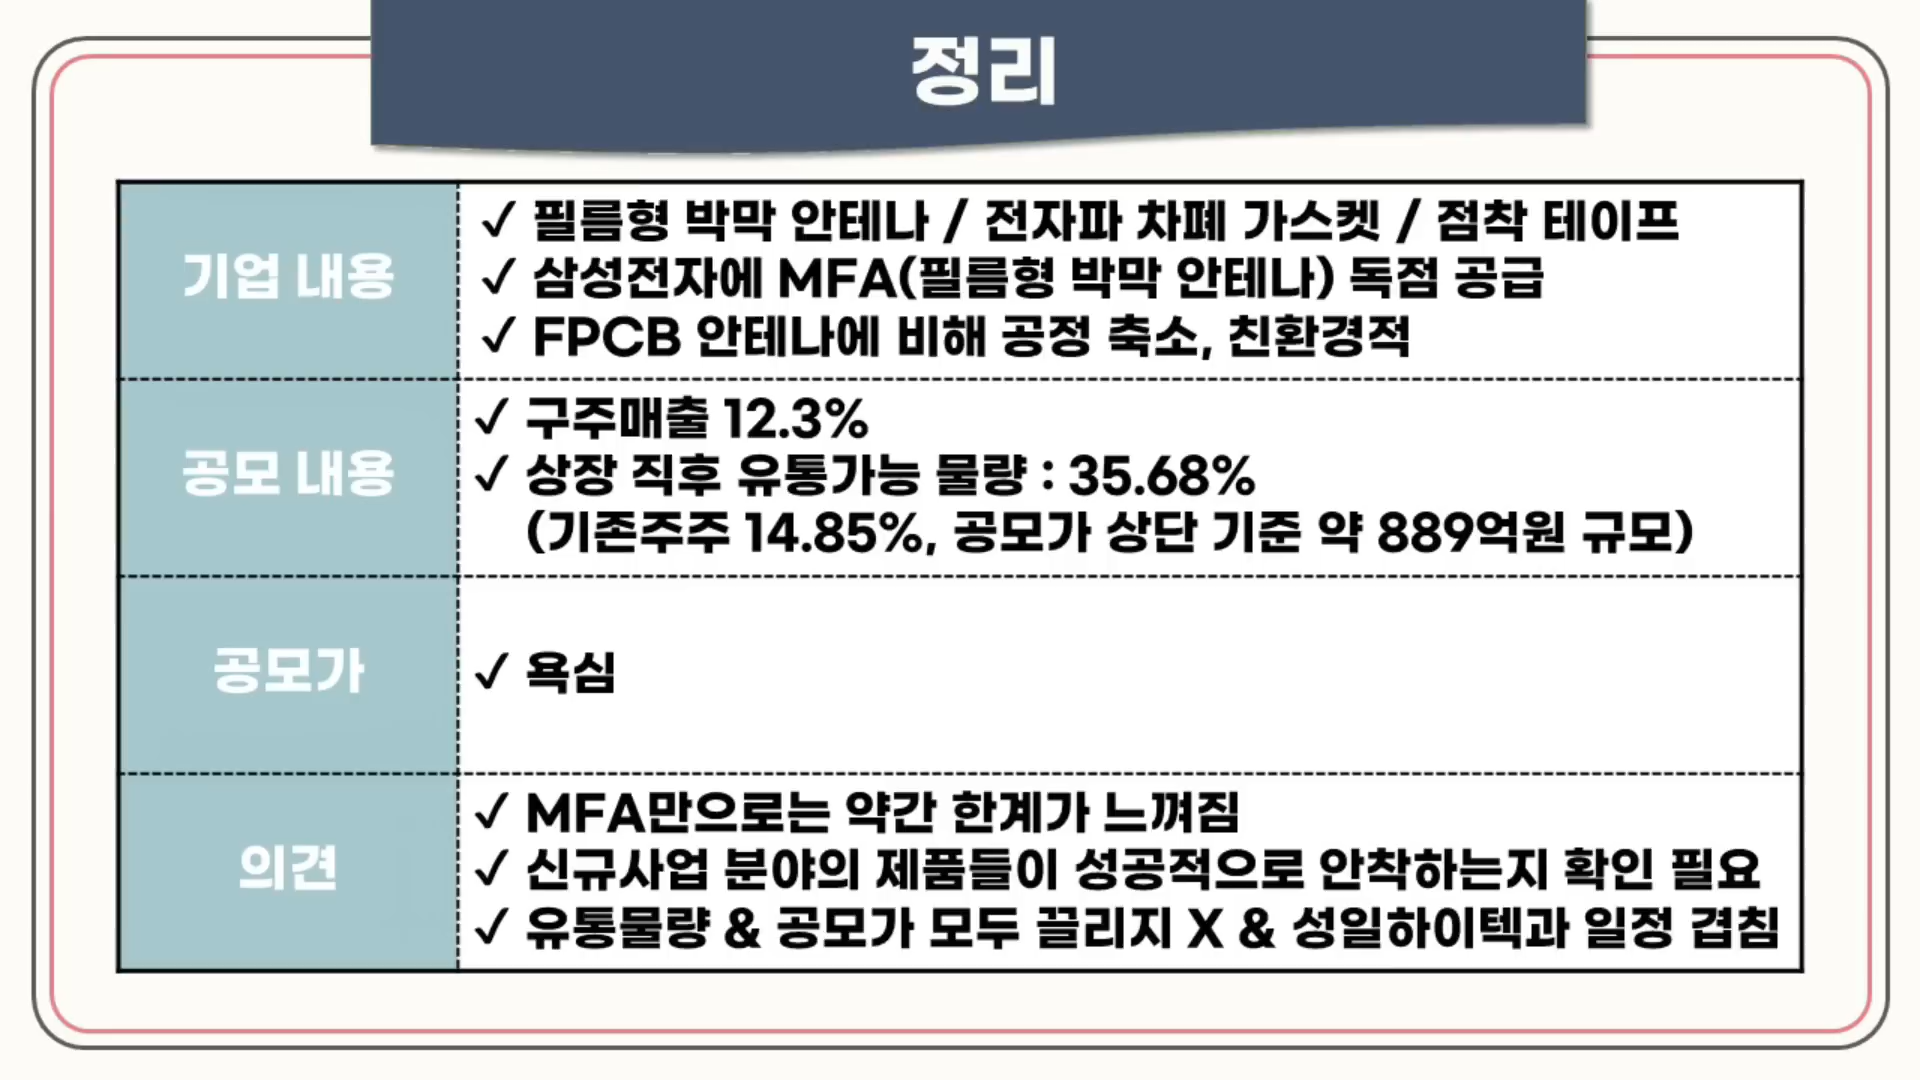 정리
기업 내용
✓ 필름형 박막 안테나 / 전자파 차폐 가스켓 / 점착 테이프
✓ 삼성전자에 MFA(필름형 박막 안테나) 독점 공급
✓ FPCB 안테나에 비해 공정 축소, 친환경적
공모 내용
✓ 구주매출 12.3%
✓ 상장 직후 유통가능 물량 : 35.68%
(기존주주 14.85%, 공모가 상단 기준 약 889억원 규모)
공모가
✓ 욕심
의견
✓ MFA만으로는 약간 한계가 느껴짐
✓ 신규사업 분야의 제품들이 성공적으로 안착하는지 확인 필요
✓ 유통물량 & 공모가 모두 끌리지 X & 성일하이텍과 일정 겹침